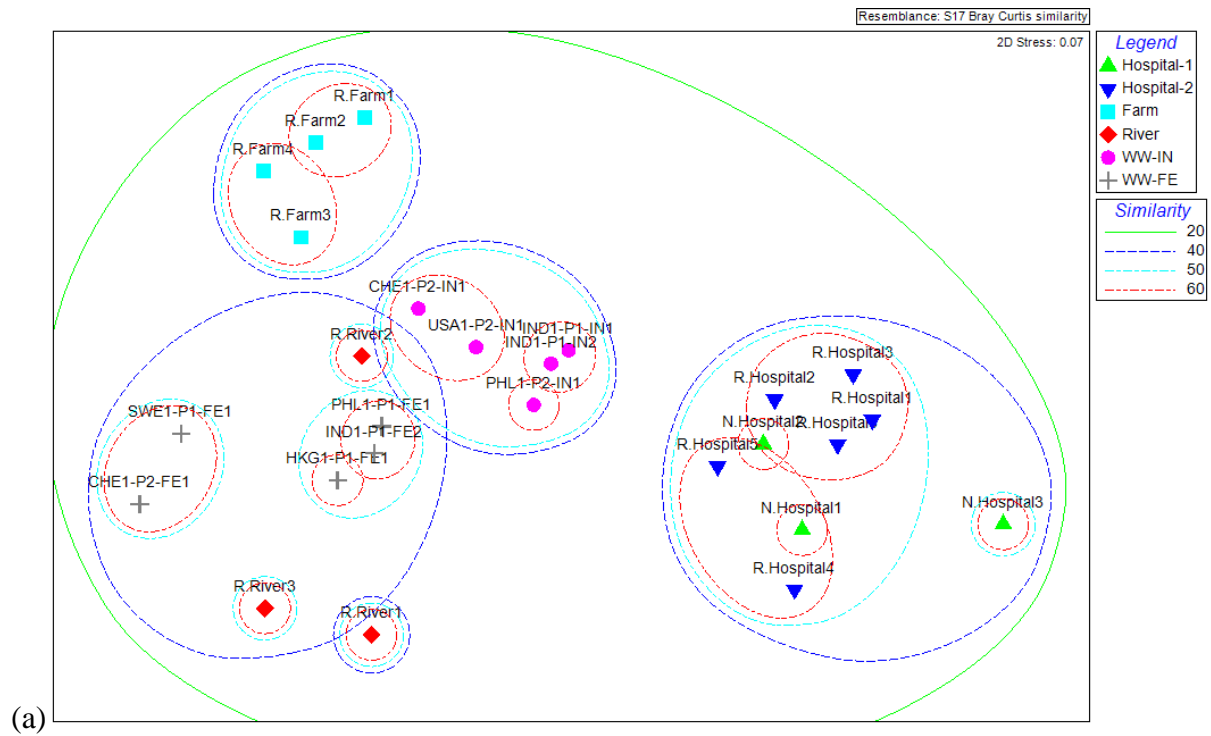 Resemblance: S17 Bray Curtis similarity
2D Stress: 0.07
Legend
Hospital-1
Hospital-2
Farm
River
WW-IN
WW-FE
Similarity
20
40
50
60
R.Farm1
R.Farm2
R.Farm4
R.Farm3
CHE1-P2-IN1
USA1-P2-IN1
IND1-P1-IN1
IND1-P1-IN2
PHL1-P2-IN1
R.River2
PHL1-P1-FE1
IND1-P1-FE2
HKG1-P1-FE1
SWE1-P1-FE1
CHE1-P2-FE1
R.River3
R.River1
R.Hospital3
R.Hospital2
R.Hospital1
N.Hospital2
R.Hospital5
N.Hospital1
N.Hospital3
R.Hospital4
(a)